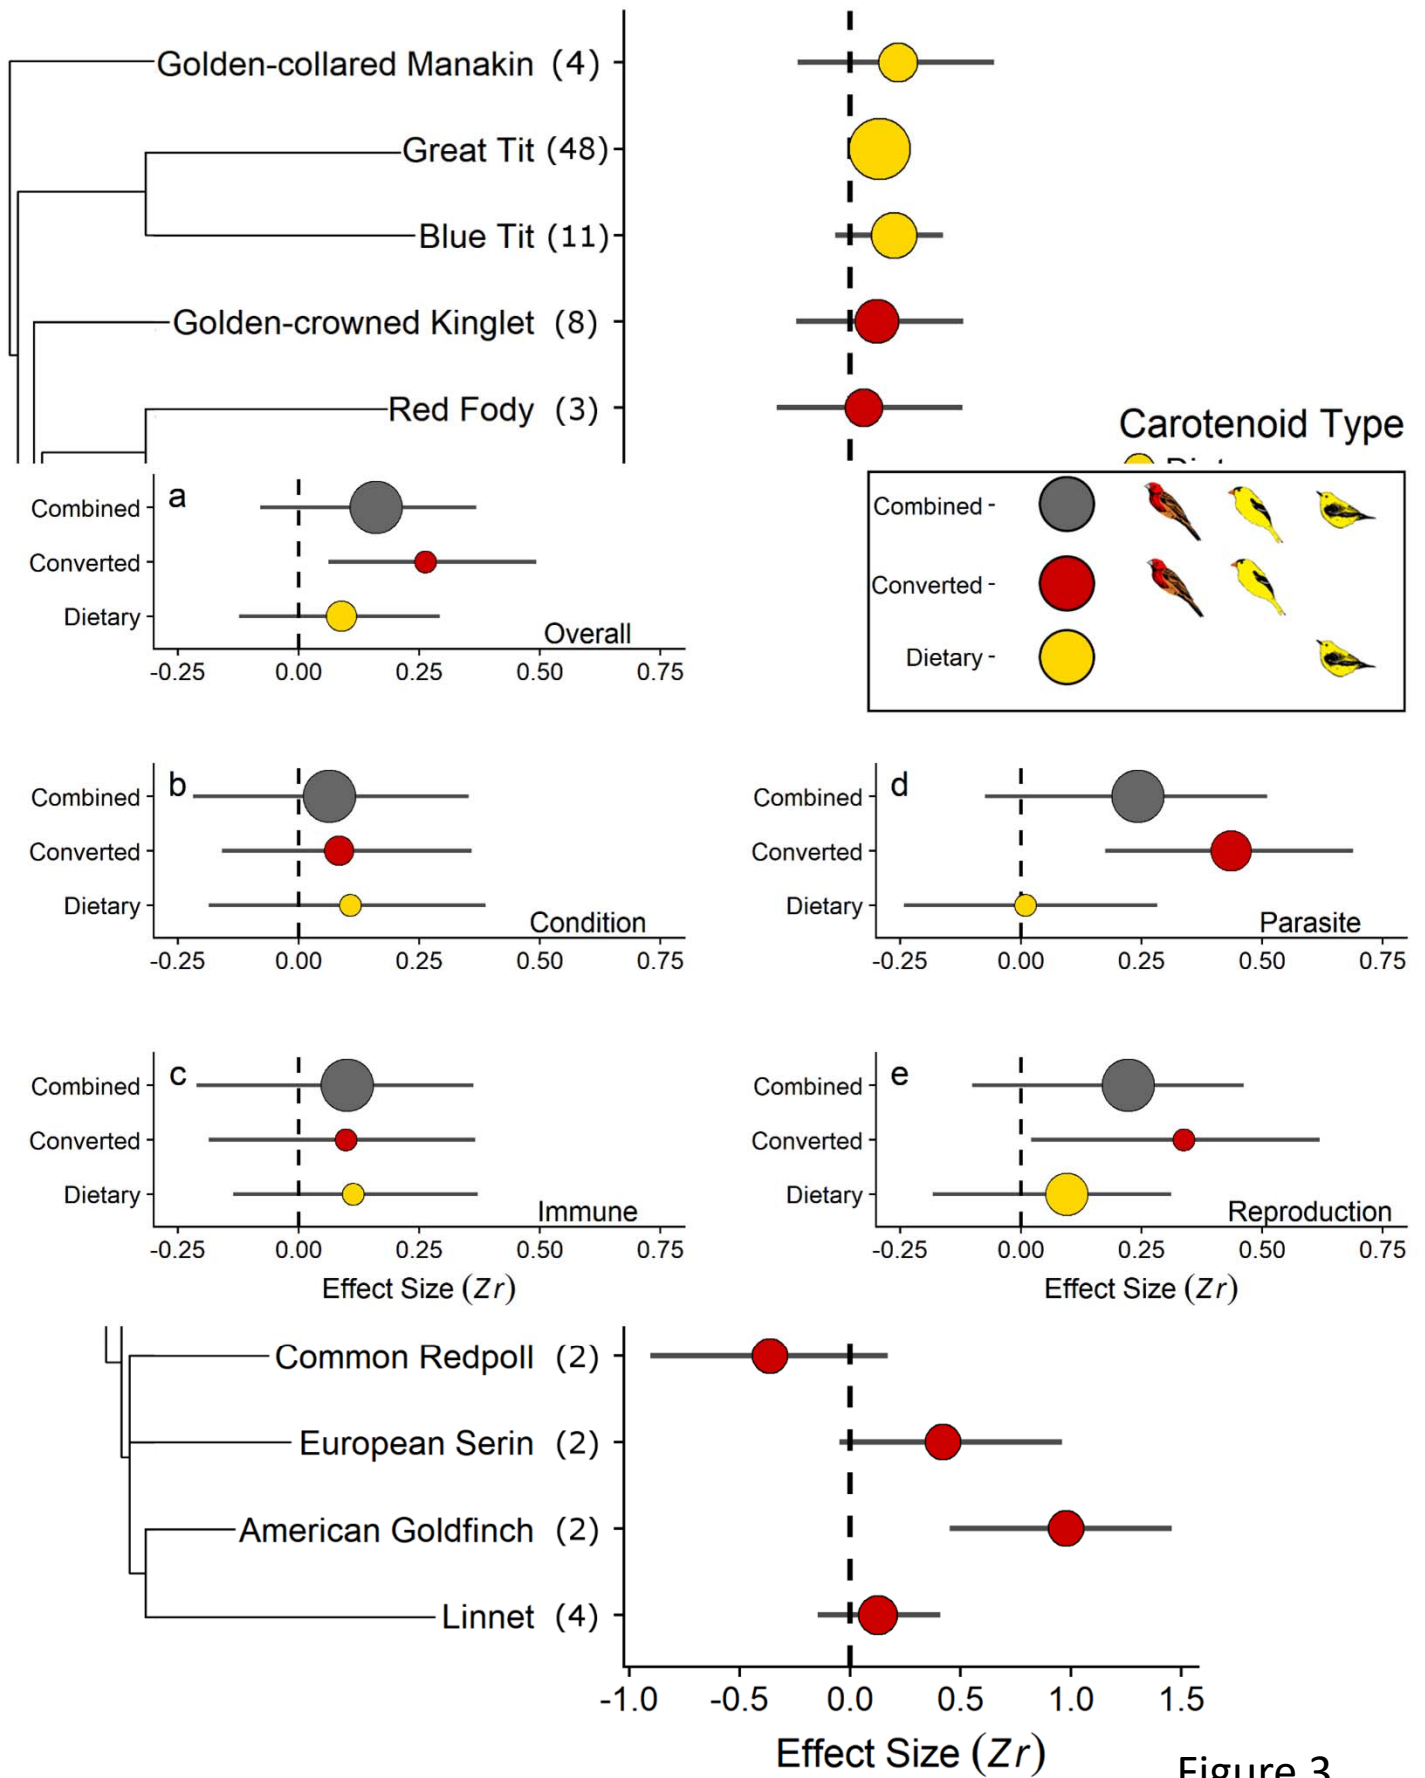 Golden-collared Manakin (4)
Great Tit (48)
Blue Tit (11)
Golden-crowned Kinglet (8)
Red Fody (3)
Carotenoid Type
a
Combined
Converted
Dietary
Overall
-0.25 0.00 0.25 0.50 0.75
Combined
Converted
Dietary
b
Combined
Converted
Dietary
Condition
-0.25 0.00 0.25 0.50 0.75
d
Combined
Converted
Dietary
Parasite
-0.25 0.00 0.25 0.50 0.75
c
Combined
Converted
Dietary
Immune
-0.25 0.00 0.25 0.50 0.75
Effect Size (Zr)
e
Combined
Converted
Dietary
Reproduction
-0.25 0.00 0.25 0.50 0.75
Effect Size (Zr)
Common Redpoll (2)
European Serin (2)
American Goldfinch (2)
Linnet (4)
-1.0 -0.5 0.0 0.5 1.0 1.5
Effect Size (Zr)
Figure 3